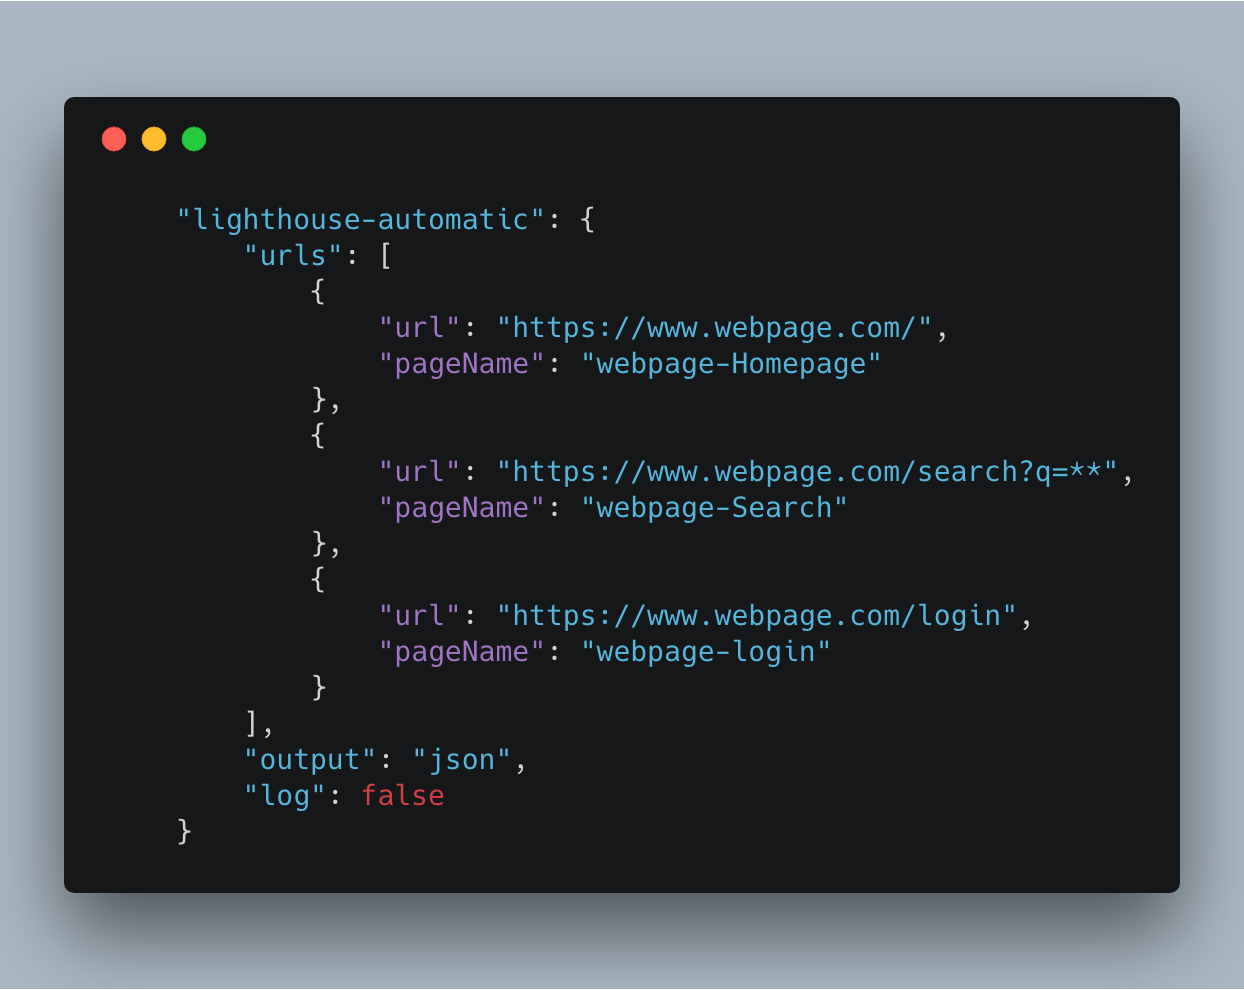 "lighthouse-automatic": {
    "urls": [
        {
            "url": "https://www.webpage.com/",
            "pageName": "webpage-Homepage"
        },
        {
            "url": "https://www.webpage.com/search?q=**",
            "pageName": "webpage-Search"
        },
        {
            "url": "https://www.webpage.com/login",
            "pageName": "webpage-login"
        }
    ],
    "output": "json",
    "log": false
}